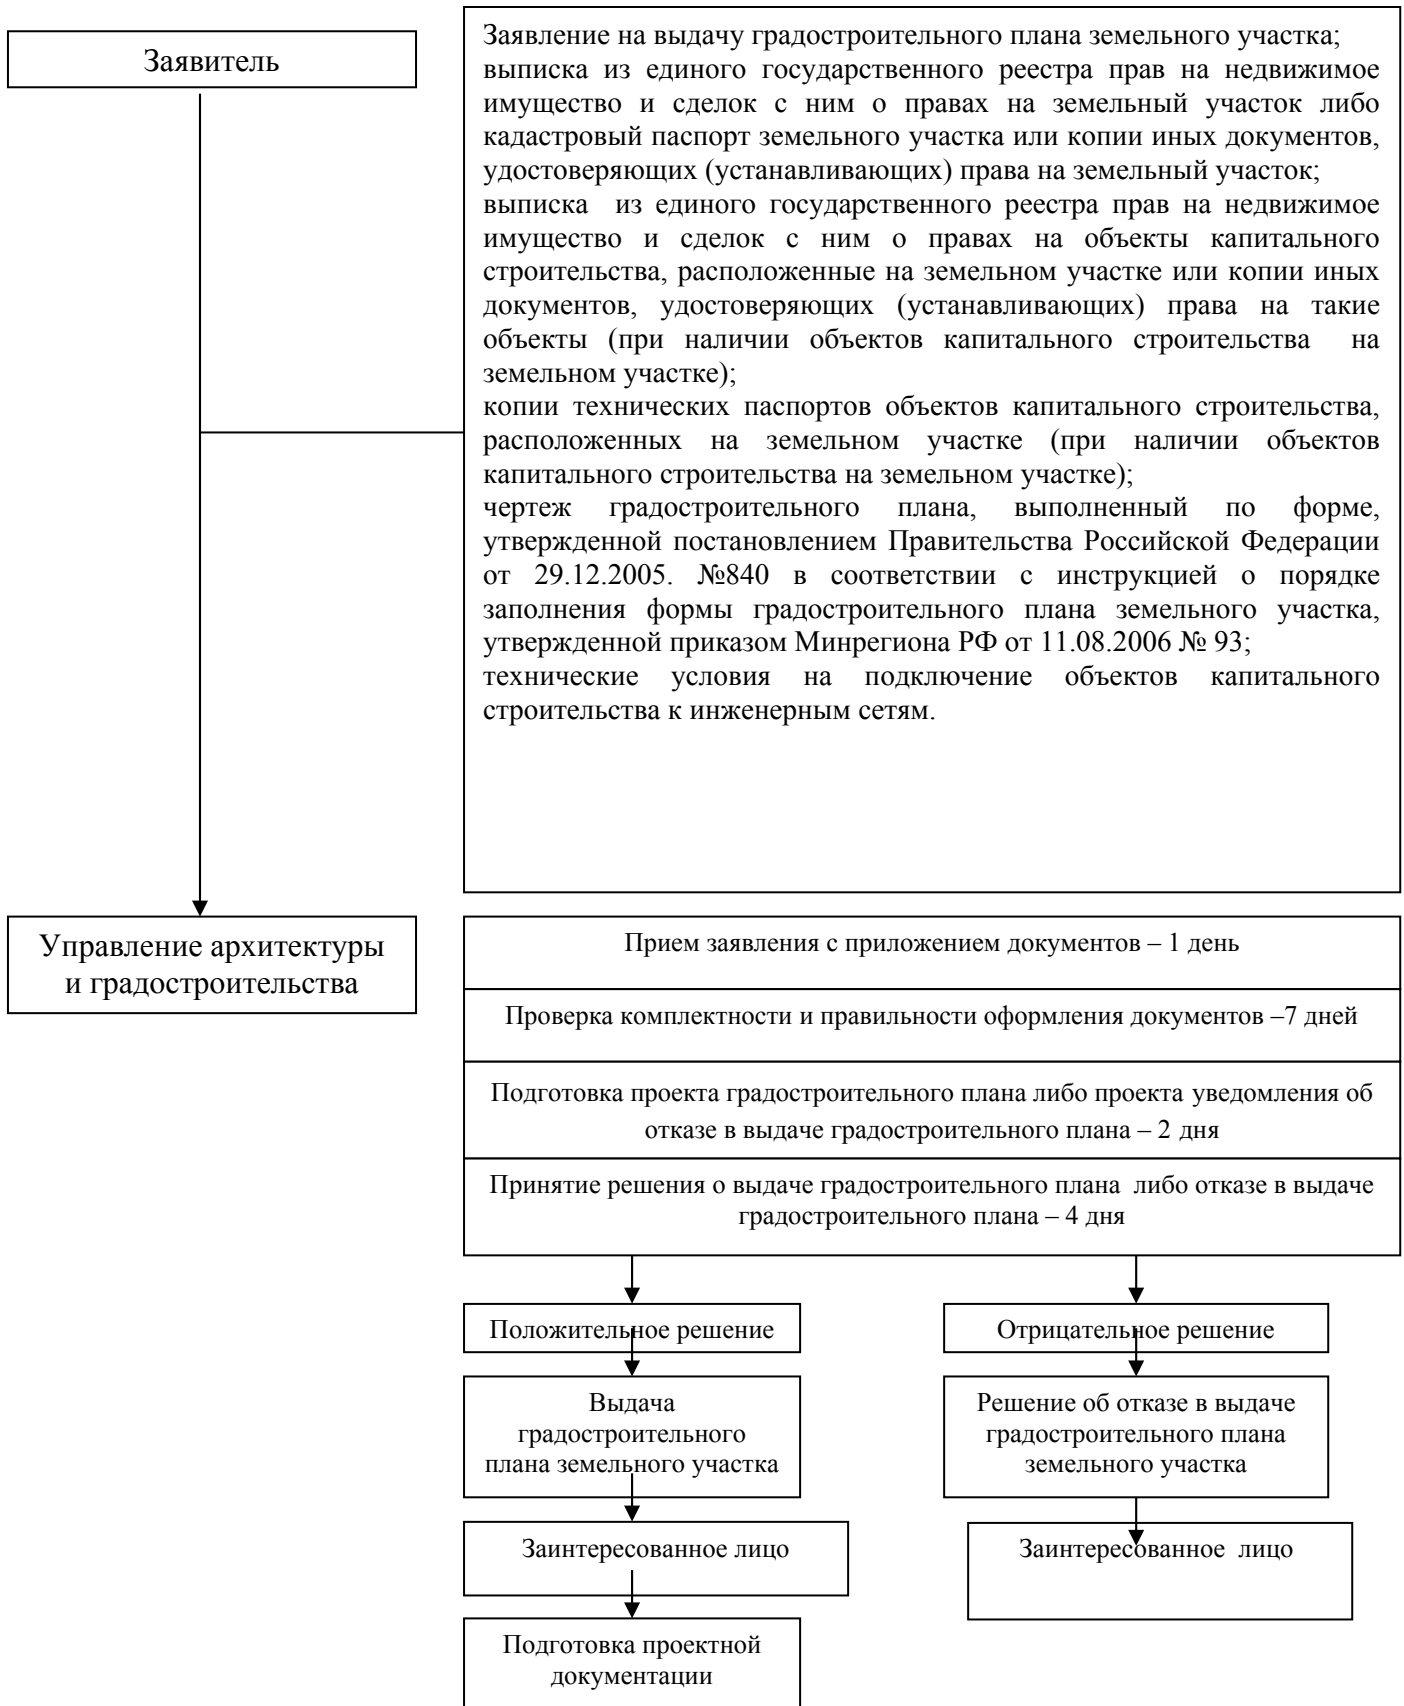 Заявитель
Заявление на выдачу градостроительного плана земельного участка;
выписка из единого государственного реестра прав на недвижимое
имущество и сделок с ним о правах на земельный участок либо
кадастровый паспорт земельного участка или копии иных документов,
удостоверяющих (устанавливающих) права на земельный участок;
выписка из единого государственного реестра прав на недвижимое
имущество и сделок с ним о правах на объекты капитального
строительства, расположенные на земельном участке или копии иных
документов, удостоверяющих (устанавливающих) права на такие
объекты (при наличии объектов капитального строительства на
земельном участке);
копии технических паспортов объектов капитального строительства,
расположенных на земельном участке (при наличии объектов
капитального строительства на земельном участке);
чертеж градостроительного плана, выполненный по форме,
утвержденной постановлением Правительства Российской Федерации
от 29.12.2005. №840 в соответствии с инструкцией о порядке
заполнения формы градостроительного плана земельного участка,
утвержденной приказом Минрегиона РФ от 11.08.2006 № 93;
технические условия на подключение объектов капитального
строительства к инженерным сетям.
Управление архитектуры
и градостроительства
Прием заявления с приложением документов – 1 день
Проверка комплектности и правильности оформления документов –7 дней
Подготовка проекта градостроительного плана либо проекта уведомления об
отказе в выдаче градостроительного плана – 2 дня
Принятие решения о выдаче градостроительного плана либо отказе в выдаче
градостроительного плана – 4 дня
Положительное решение
Отрицательное решение
Выдача
градостроительного
плана земельного участка
Решение об отказе в выдаче
градостроительного плана
земельного участка
Заинтересованное лицо
Заинтересованное лицо
Подготовка проектной
документации